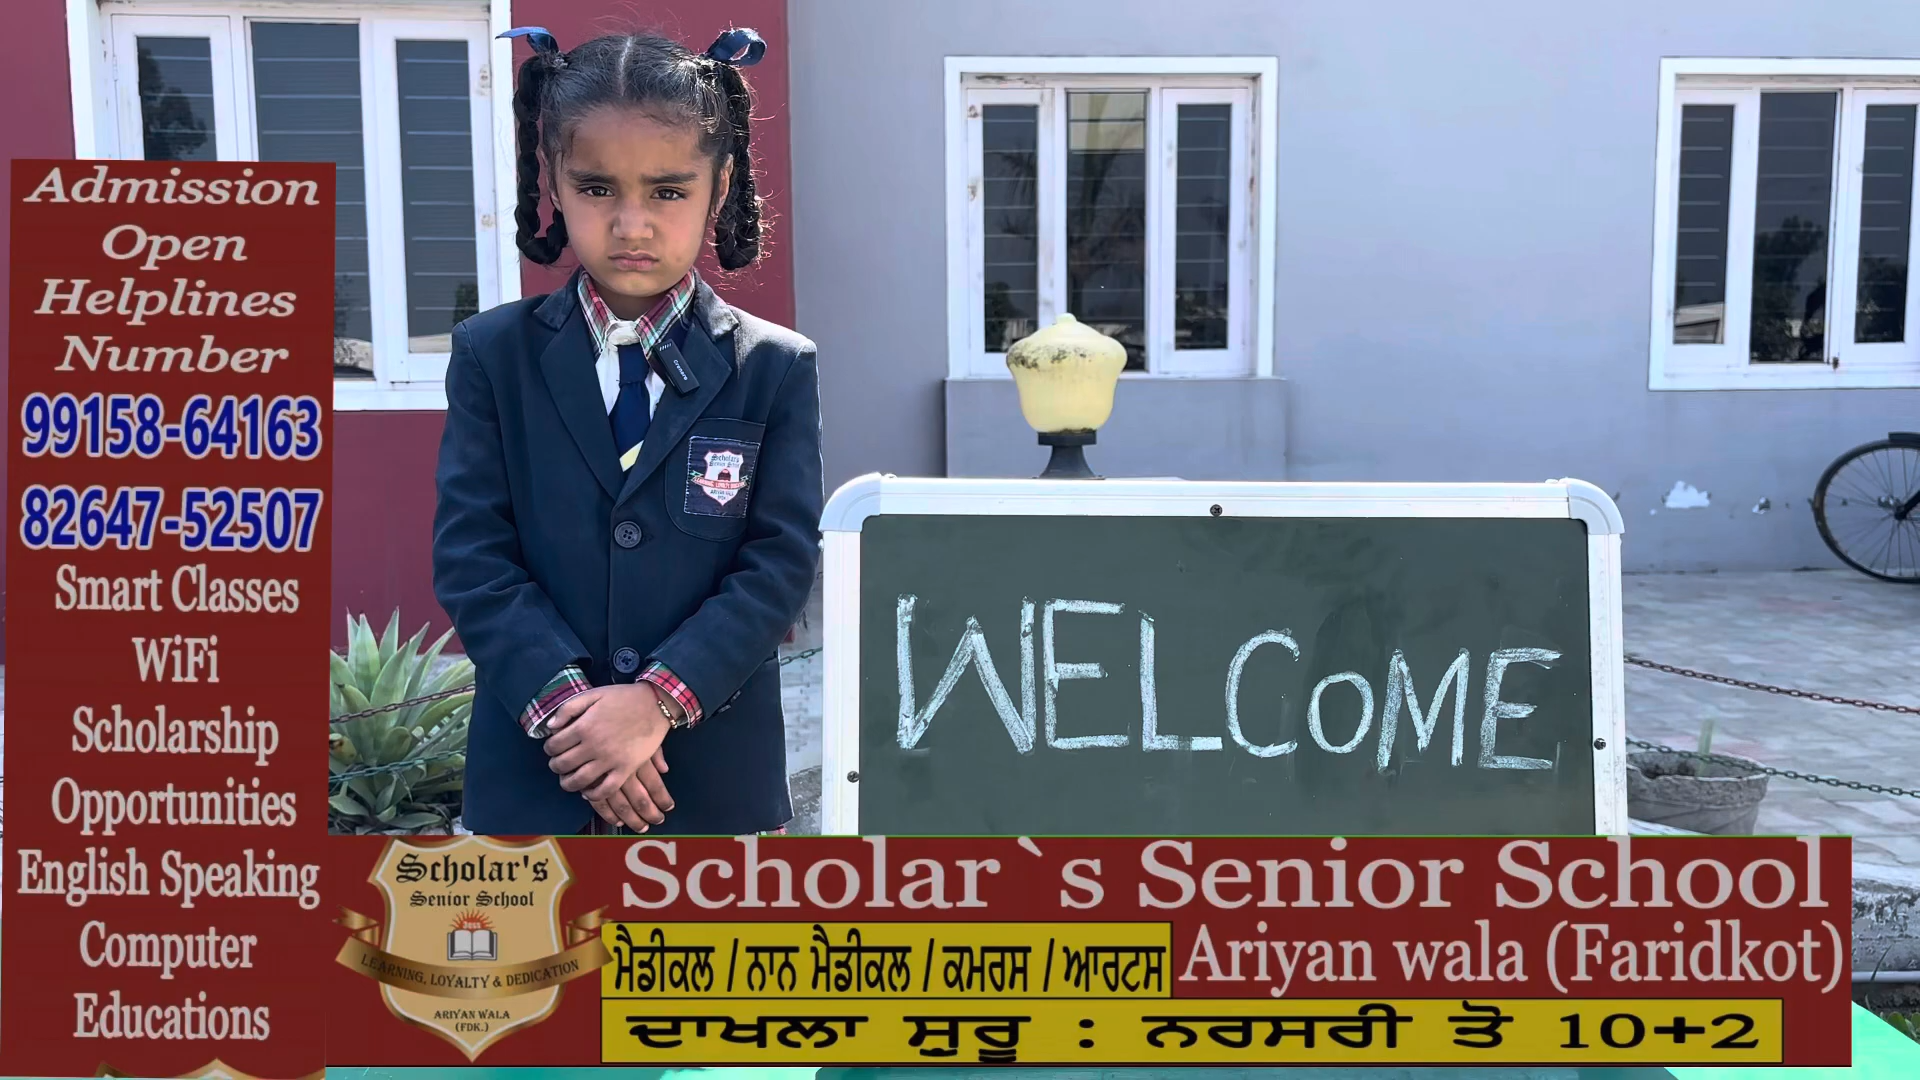 Admission
Open
Helplines
Number
99158-64163
82647-52507
Smart Classes
WiFi
Scholarship
Opportunities
English Speaking
Computer
Educations
WELCOME
Scholar's
Senior School
LEARNING, LOYALTY & DEDICATION
ARIYAN WALA
(FDK.)
Scholar`s Senior School
ਮੈਡੀਕਲ / ਨਾਨ ਮੈਡੀਕਲ / ਕਮਰਸ / ਆਰਟਸ
Ariyan wala (Faridkot)
ਦਾਖਲਾ ਸ਼ੁਰੂ : ਨਰਸਰੀ ਤੋਂ 10+2